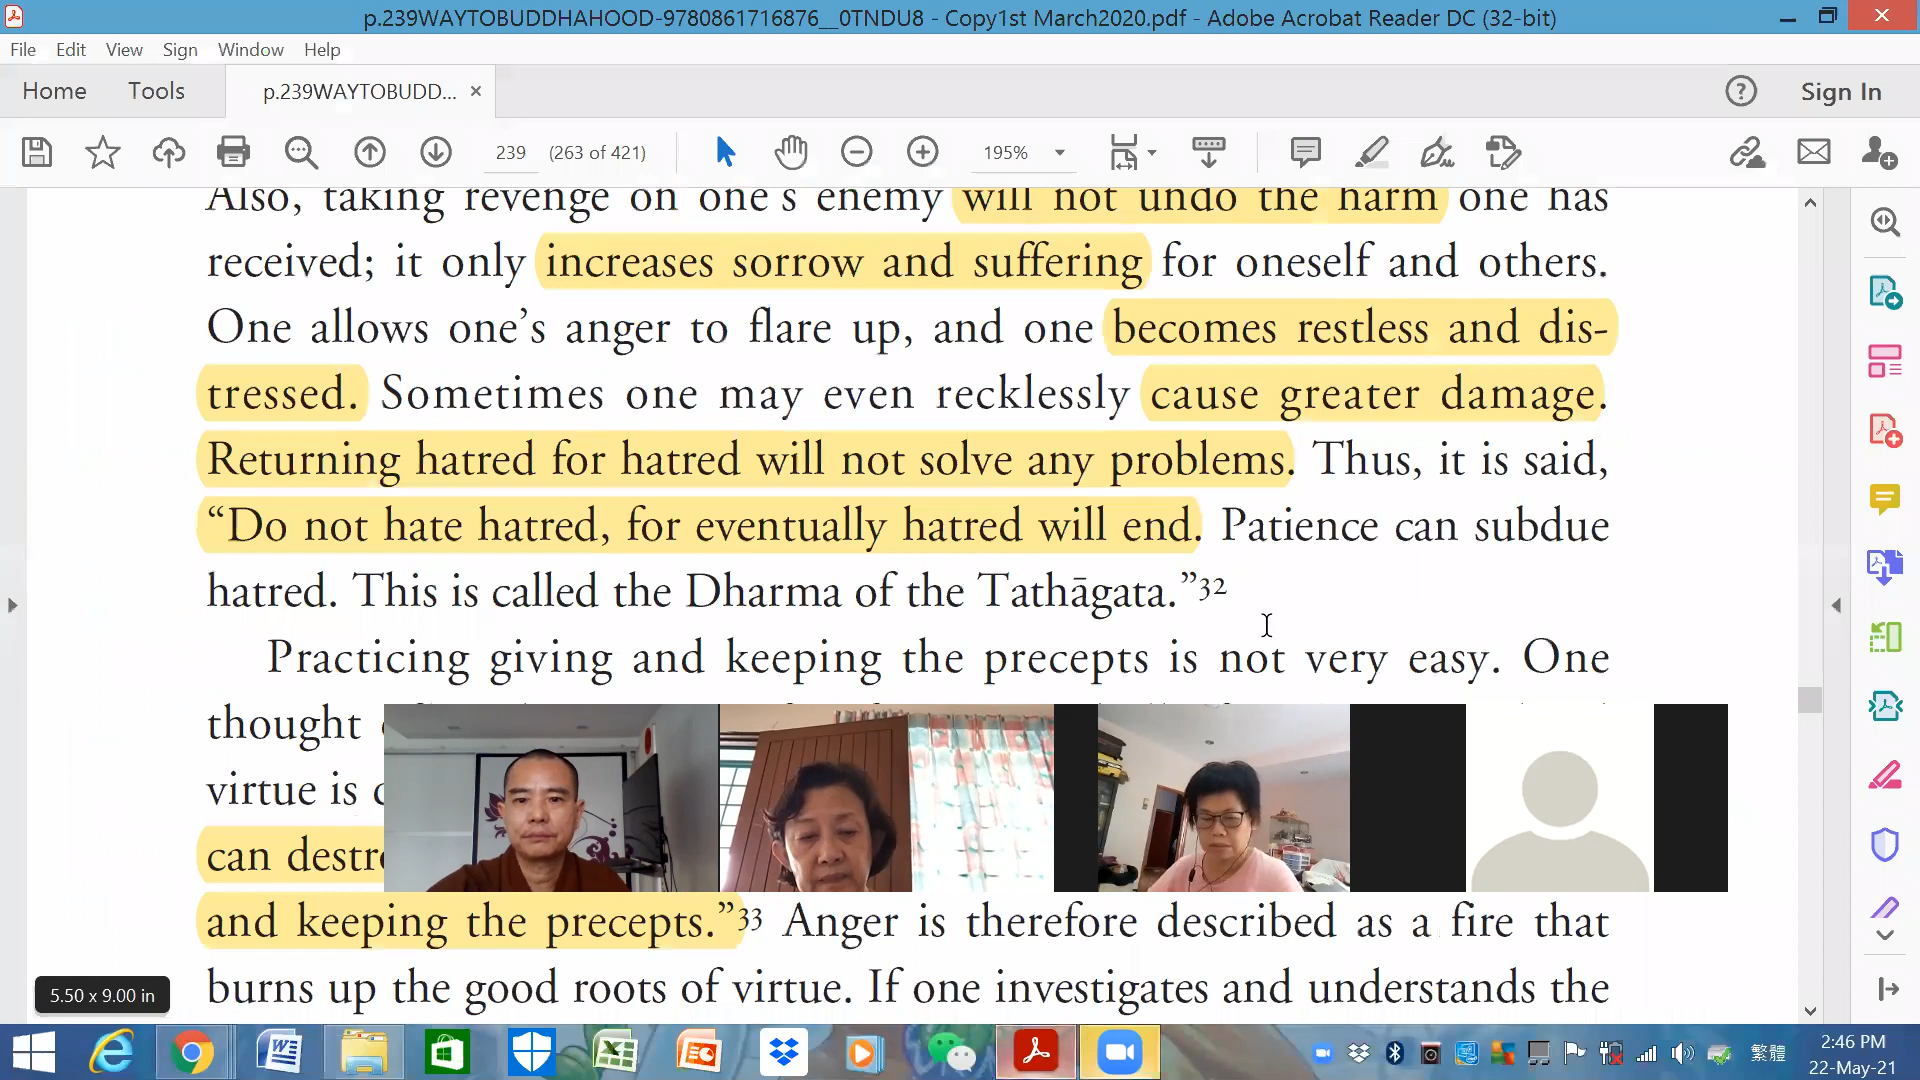 p.239WAYTOBUDDHAHOOD-9780861716876__0TNDU8 - Copy1st March2020.pdf - Adobe Acrobat Reader DC (32-bit)
File Edit View Sign Window Help
Home Tools p.239WAYTOBUDD... × Sign In
239 (263 of 421) 195%
Also, taking revenge on one's enemy will not undo the harm one has
received; it only increases sorrow and suffering for oneself and others.
One allows one's anger to flare up, and one becomes restless and dis-
tressed. Sometimes one may even recklessly cause greater damage.
Returning hatred for hatred will not solve any problems. Thus, it is said,
“Do not hate hatred, for eventually hatred will end. Patience can subdue
hatred. This is called the Dharma of the Tathāgata.”32
Practicing giving and keeping the precepts is not very easy. One
thought
virtue is
can
and keeping the precepts.”33 Anger is therefore described as a fire that
burns up the good roots of virtue. If one investigates and understands the
5.50 x 9.00 in
繁體
2:46 PM
22-May-21